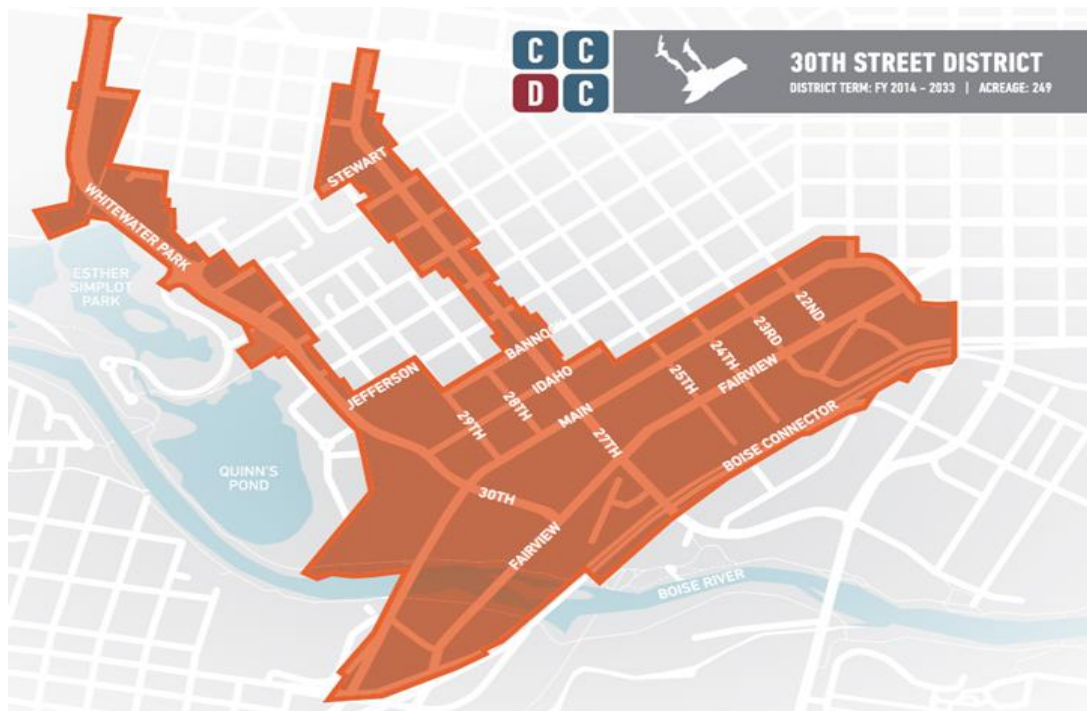 C C
D C
30TH STREET DISTRICT
DISTRICT TERM: FY 2014 - 2033 | ACREAGE: 249
STEWART
WHITEWATER PARK
ESTHER
SIMPLOT
PARK
22ND
23RD
24TH
25TH
FAIRVIEW
BANNOCK
IDAHO
JEFFERSON
28TH
29TH
MAIN
27TH
BOISE CONNECTOR
QUINN'S
POND
30TH
FAIRVIEW
BOISE RIVER